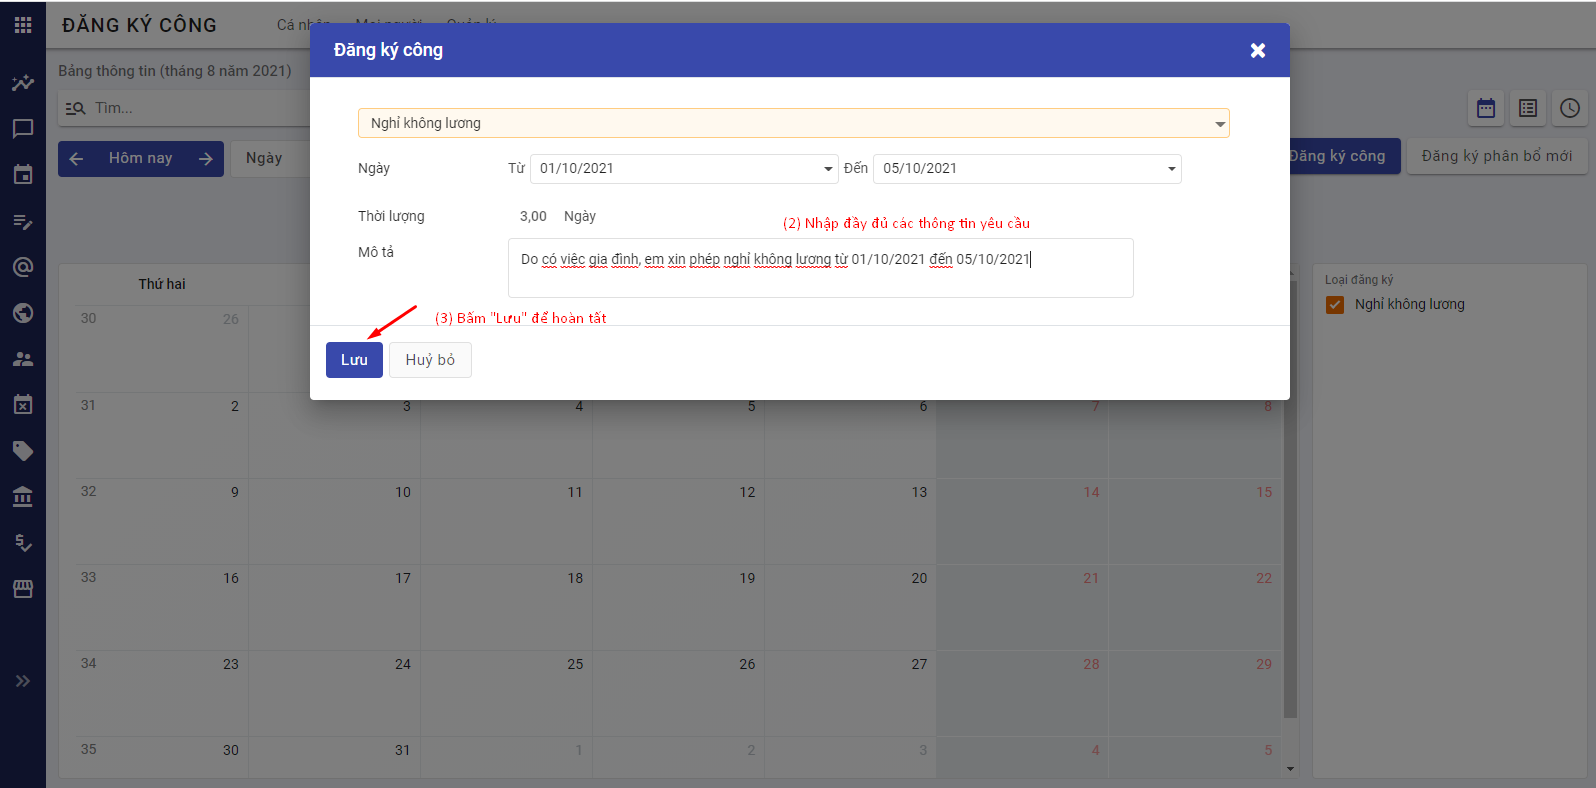 ĐĂNG KÝ CÔNG
Cá nhân Mọi người Quản lý
Đăng ký công
Bảng thông tin (tháng 8 năm 2021)
Tìm...
Nghỉ không lương
Hôm nay
Ngày
Đăng ký công
Đăng ký phân bổ mới
Ngày Từ 01/10/2021 Đến 05/10/2021
Thời lượng 3,00 Ngày
(2) Nhập đầy đủ các thông tin yêu cầu
Mô tả
Do có việc gia đình, em xin phép nghỉ không lương từ 01/10/2021 đến 05/10/2021
(3) Bấm "Lưu" để hoàn tất
Lưu Huỷ bỏ
Thứ hai
Loại đăng ký
Nghỉ không lương
30 26
31 2 3 4 5 6 7 8
32 9 10 11 12 13 14 15
33 16 17 18 19 20 21 22
34 23 24 25 26 27 28 29
35 30 31 1 2 3 4 5